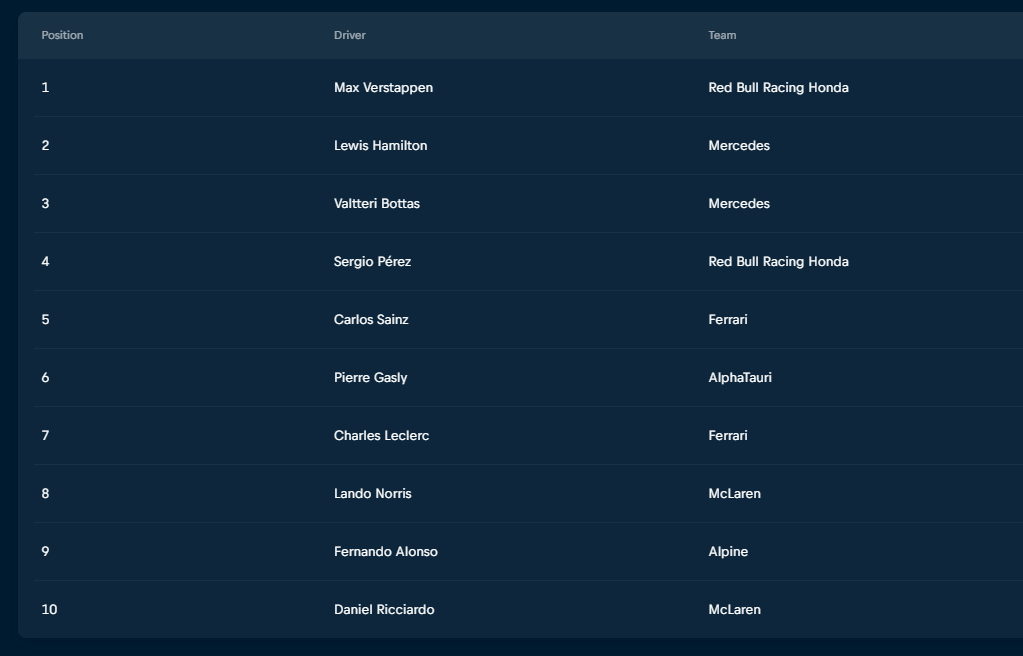 Position Driver Team
1 Max Verstappen Red Bull Racing Honda
2 Lewis Hamilton Mercedes
3 Valtteri Bottas Mercedes
4 Sergio Pérez Red Bull Racing Honda
5 Carlos Sainz Ferrari
6 Pierre Gasly AlphaTauri
7 Charles Leclerc Ferrari
8 Lando Norris McLaren
9 Fernando Alonso Alpine
10 Daniel Ricciardo McLaren